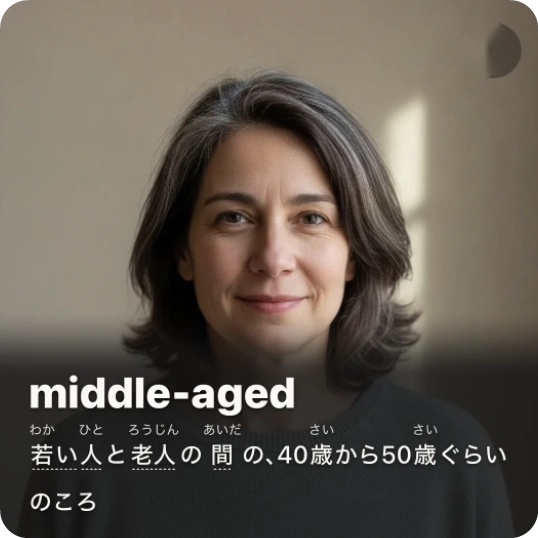 middle-aged
わか ひと ろうじん あいだ さい さい
若い人と老人の間の、40歳から50歳ぐらい
のころ